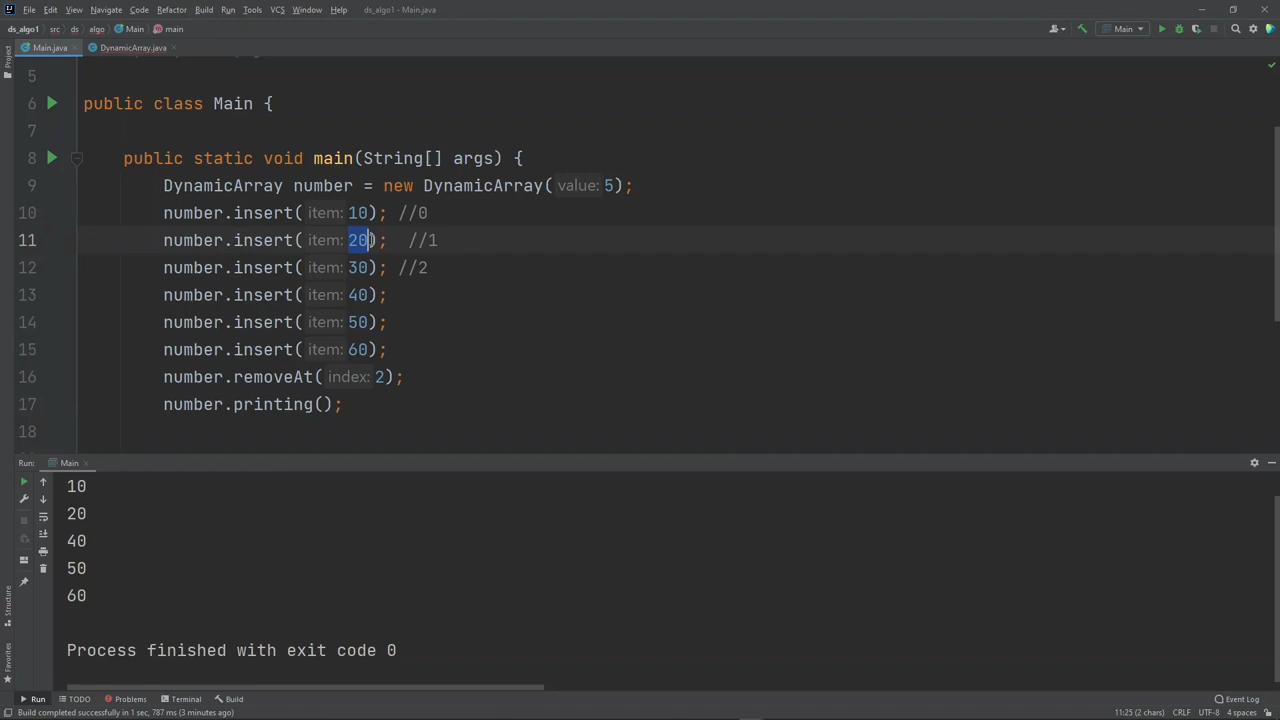 File Edit View Navigate Code Refactor Build Run Tools VCS Window Help ds_algo1 - Main.java
ds_algo1 src ds algo Main main Main
Main.java DynamicArray.java
Project
5
6 public class Main {
7
8 public static void main(String[] args) {
9 DynamicArray number = new DynamicArray( value: 5);
10 number.insert( item: 10); //0
11 number.insert( item: 20); //1
12 number.insert( item: 30); //2
13 number.insert( item: 40);
14 number.insert( item: 50);
15 number.insert( item: 60);
16 number.removeAt( index: 2);
17 number.printing();
18
Run: Main
10
20
40
50
60
Process finished with exit code 0
Structure
Favorites
Run TODO Problems Terminal Build Event Log
Build completed successfully in 1 sec, 787 ms (3 minutes ago) 11:25 (2 chars) CRLF UTF-8 4 spaces